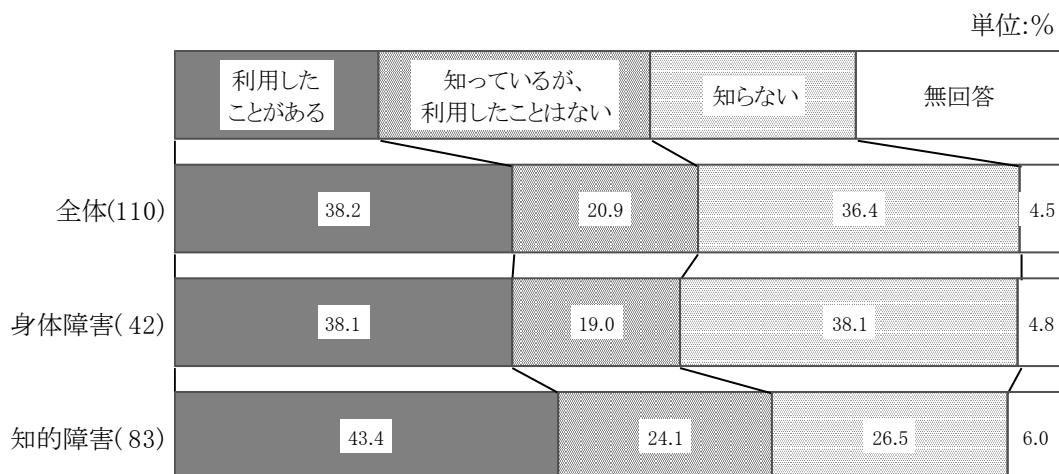 単位:%
利用した
ことがある
知っているが、
利用したことはない
知らない
無回答
全体(110)
38.2
20.9
36.4
4.5
身体障害( 42)
38.1
19.0
38.1
4.8
知的障害( 83)
43.4
24.1
26.5
6.0